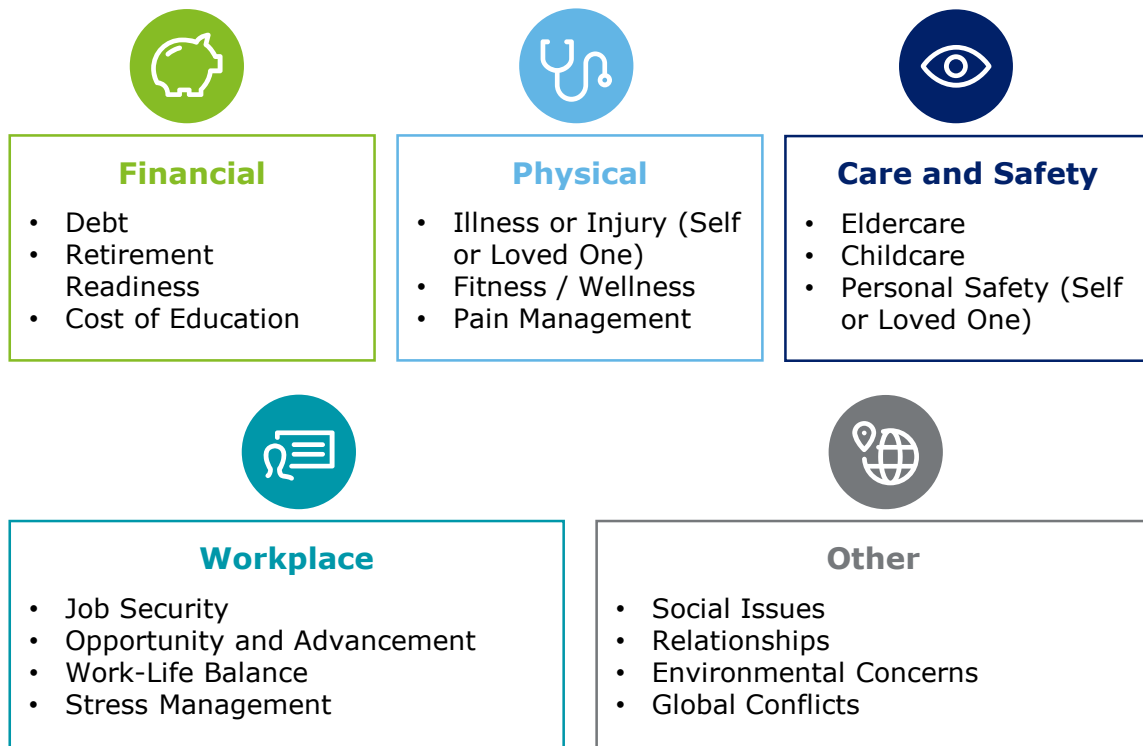 Financial
• Debt
• Retirement
Readiness
• Cost of Education
Physical
• Illness or Injury (Self
or Loved One)
• Fitness / Wellness
• Pain Management
Care and Safety
• Eldercare
• Childcare
• Personal Safety (Self
or Loved One)
Workplace
• Job Security
• Opportunity and Advancement
• Work-Life Balance
• Stress Management
Other
• Social Issues
• Relationships
• Environmental Concerns
• Global Conflicts